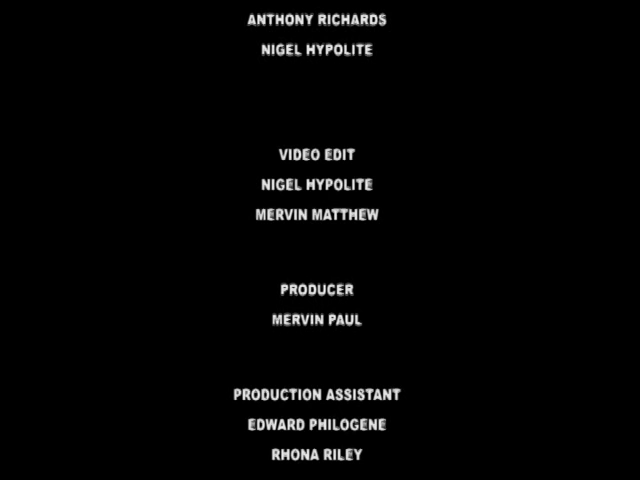 ANTHONY RICHARDS
NIGEL HYPOLITE
VIDEO EDIT
NIGEL HYPOLITE
MERVIN MATTHEW
PRODUCER
MERVIN PAUL
PRODUCTION ASSISTANT
EDWARD PHILOGENE
RHONA RILEY